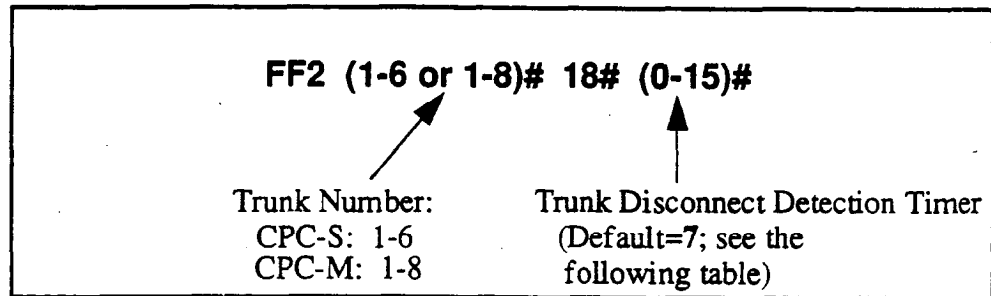 FF2 (1-6 or 1-8)# 18# (0-15)#
Trunk Number:
CPC-S: 1-6
CPC-M: 1-8
Trunk Disconnect Detection Timer
(Default=7; see the
following table)